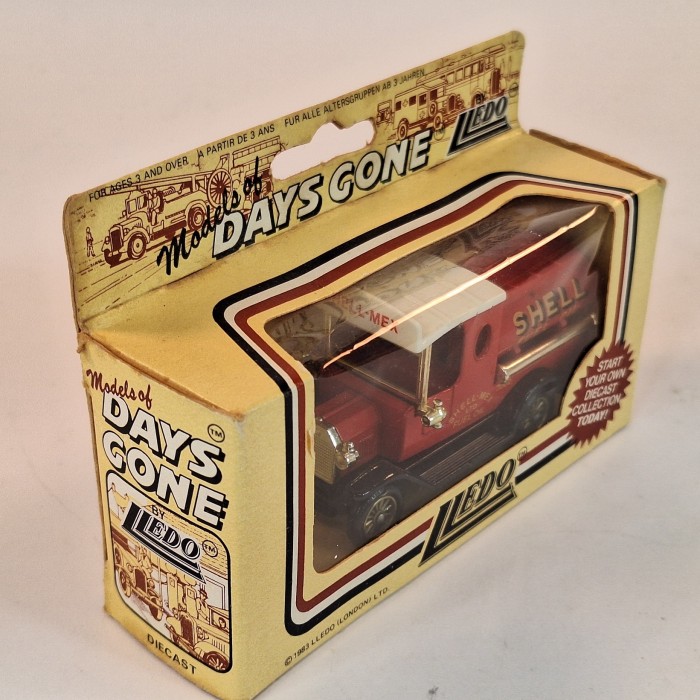 FOR AGES 3 AND OVER. A PARTIR DE 3 ANS FUR ALLE ALTERSGRUPPEN AB 3 JAHREN.
Models of
DAYS GONE
LLEDO
SHELL-MEX
SHELL
START
YOUR OWN
DIECAST
COLLECTION
TODAY!
LLEDO
© 1983 LLEDO (LONDON) LTD.
Models of
DAYS
GONE
TM
BY
LLEDO
TM
DIECAST